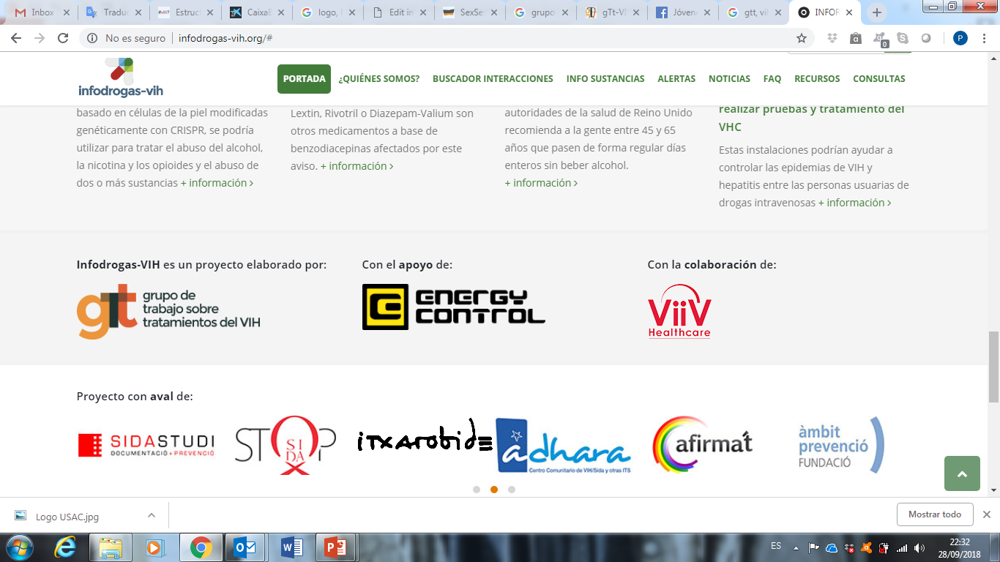 Inbox
Traduc
Estruct
CaixaB
logo, h
Edit im
SexSer
grupo
gTt-VI
Jóvene
gtt, vih
INFOR
No es seguro
infodrogas-vih.org/#
P
0
infodrogas-vih
PORTADA
¿QUIÉNES SOMOS?
BUSCADOR INTERACCIONES
INFO SUSTANCIAS
ALERTAS
NOTICIAS
FAQ
RECURSOS
CONSULTAS
basado en células de la piel modificadas
genéticamente con CRISPR, se podría
utilizar para tratar el abuso del alcohol,
la nicotina y los opioides y el abuso de
dos o más sustancias + información >
Lextin, Rivotril o Diazepam-Valium son
otros medicamentos a base de
benzodiacepinas afectados por este
aviso. + información >
autoridades de la salud de Reino Unido
recomienda a la gente entre 45 y 65
años que pasen de forma regular días
enteros sin beber alcohol.
+ información >
realizar pruebas y tratamiento del
VHC
Estas instalaciones podrían ayudar a
controlar las epidemias de VIH y
hepatitis entre las personas usuarias de
drogas intravenosas + información >
Infodrogas-VIH es un proyecto elaborado por:
gtt
grupo de
trabajo sobre
tratamientos del VIH
Con el apoyo de:
ENERGY
CONTROL
Con la colaboración de:
ViiV
Healthcare
Proyecto con aval de:
SIDASTUDI
DOCUMENTACIÓ + PREVENCIÓ
STOP
SIDA
iTXAROBIDE
adhara
Centro Comunitario de VIH/Sida y otras ITS
afirmat
àmbit
prevenció
FUNDACIÓ
Logo USAC.jpg
Mostrar todo
ES
22:32
28/09/2018